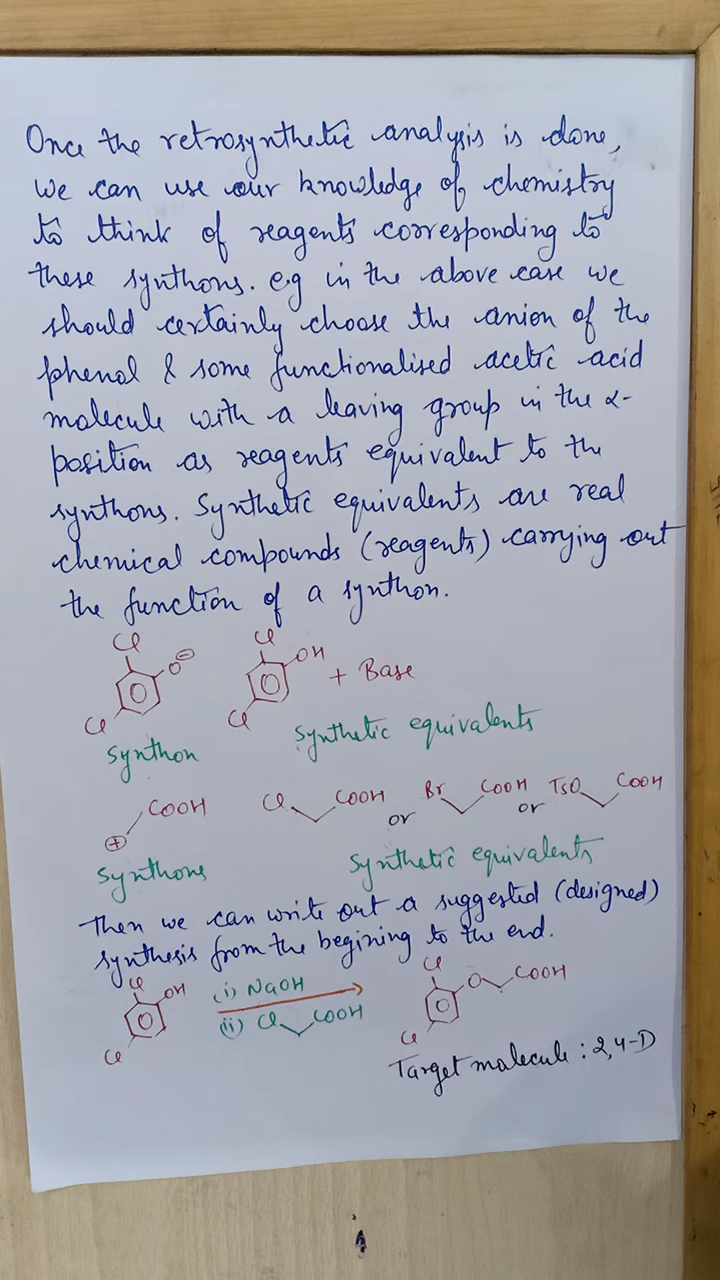 Once the retrosynthetic analysis is done,
we can use our knowledge of chemistry
to think of reagents corresponding to
these synthons. e.g in the above case we
should certainly choose the anion of the
phenol & some functionalised acetic acid
molecule with a leaving group in the α-
position as reagents equivalent to the
synthons. Synthetic equivalents are real
chemical compounds (reagents) carrying out
the function of a synthon.
Cl Cl
O⊖ OH + Base
Cl Cl
Synthon Synthetic equivalents
COOH Cl COOH or Br COOH or TsO COOH
⊕
Synthons Synthetic equivalents
Then we can write out a suggested (designed)
synthesis from the begining to the end.
Cl Cl
OH (i) NaOH O COOH
(ii) Cl COOH
Cl Cl
Target molecule : 2,4-D